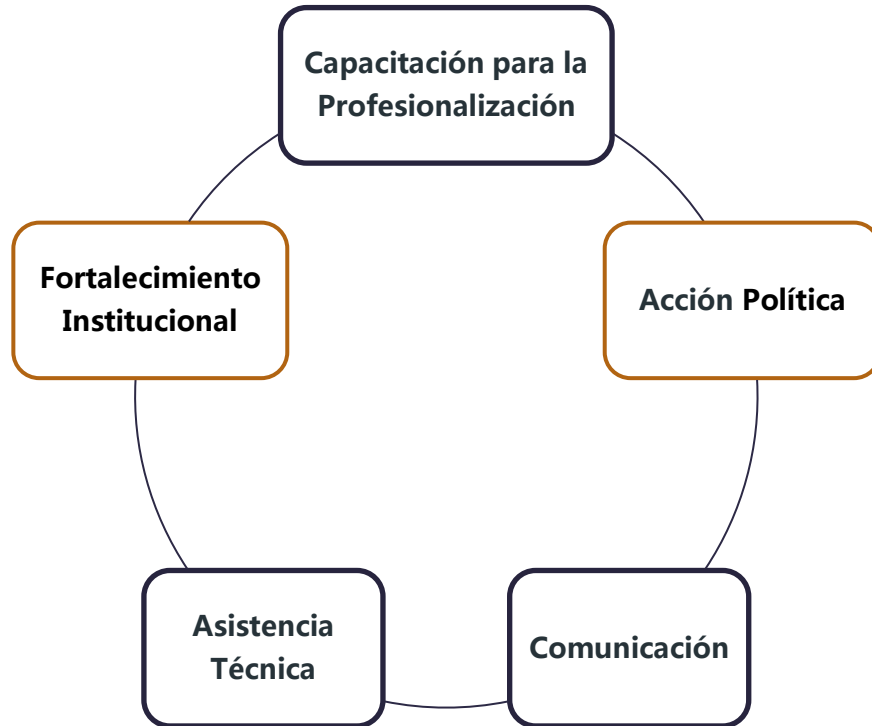 Capacitación para la
Profesionalización
Fortalecimiento
Institucional
Acción Política
Asistencia
Técnica
Comunicación